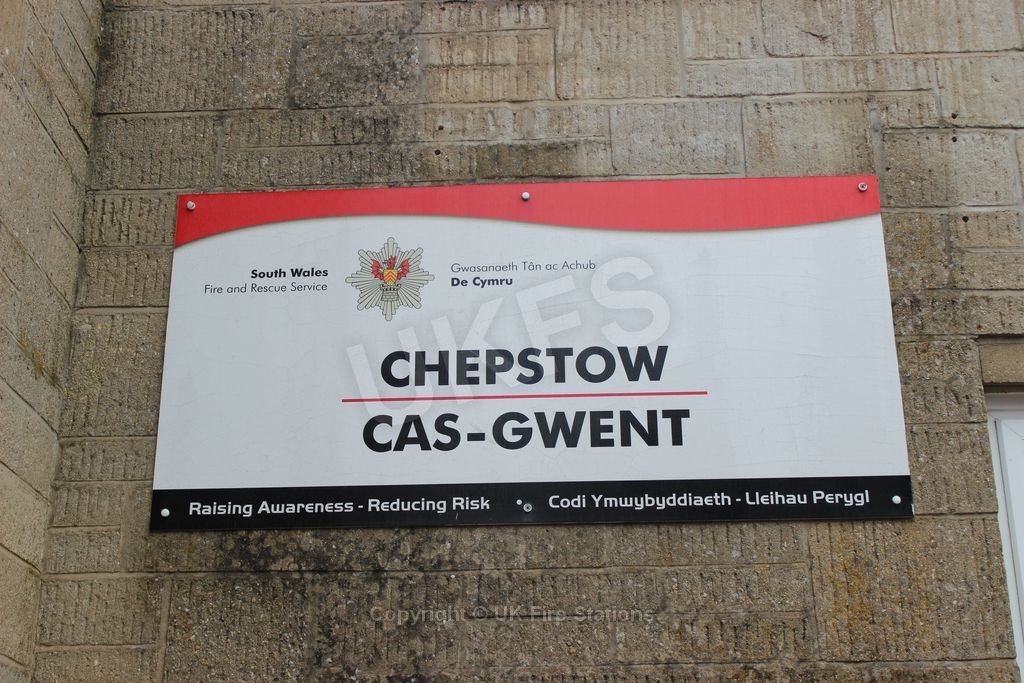 South Wales
Fire and Rescue Service
Gwasanaeth Tân ac Achub
De Cymru
UKFS
CHEPSTOW
CAS-GWENT
Raising Awareness - Reducing Risk
Codi Ymwybyddiaeth - Lleihau Perygl
Copyright © UK Fire Stations